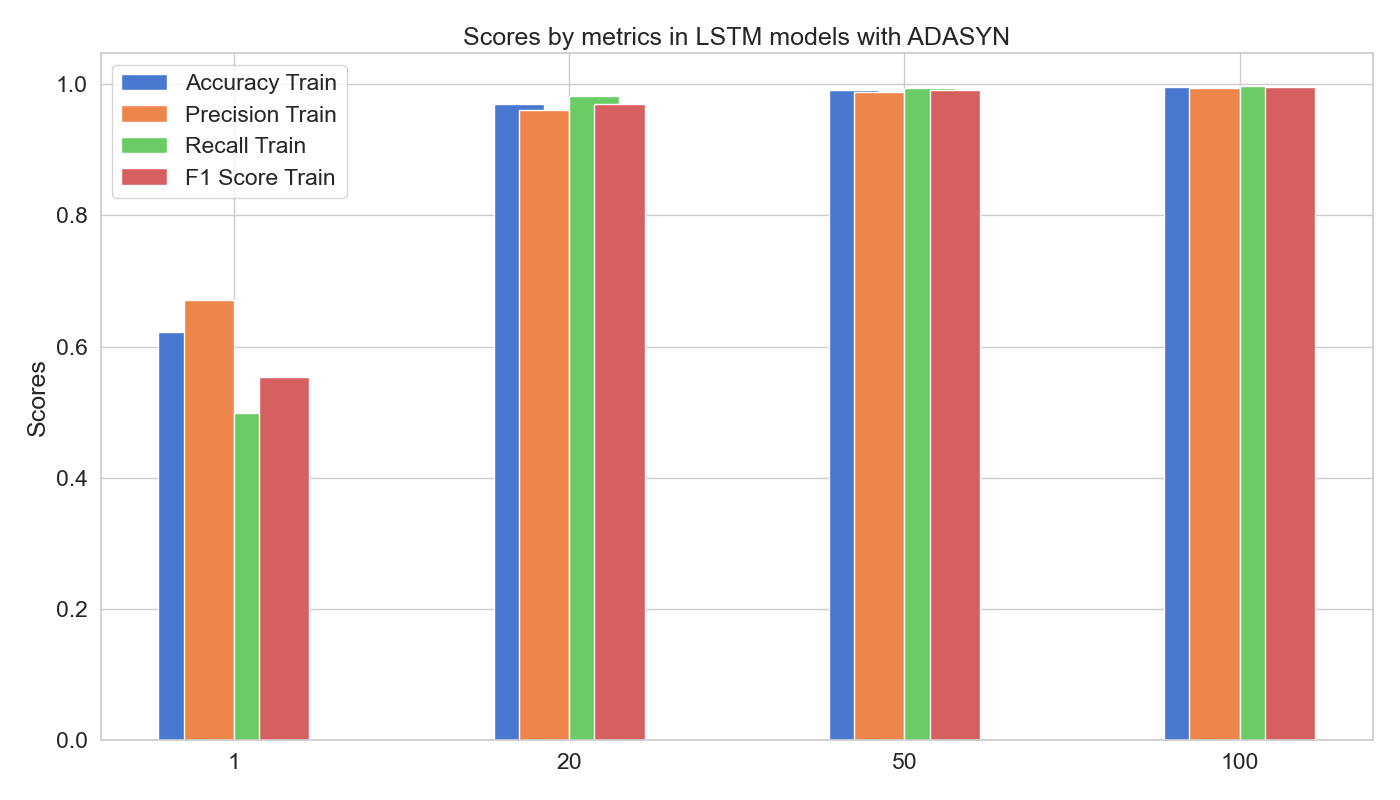 Scores by metrics in LSTM models with ADASYN
Accuracy Train
Precision Train
Recall Train
F1 Score Train
Scores
1.0
0.8
0.6
0.4
0.2
0.0
1
20
50
100